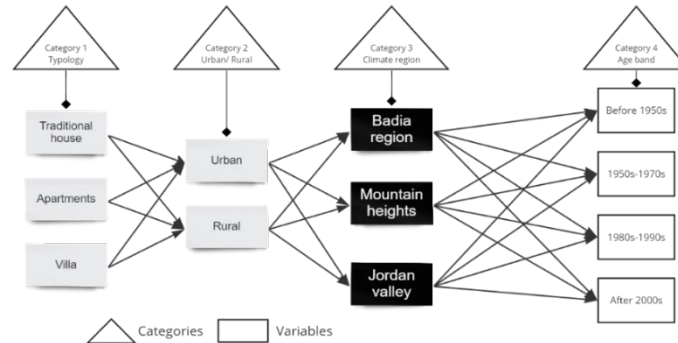 Category 1
Typology
Category 2
Urban/ Rural
Category 3
Climate region
Category 4
Age band
Traditional
house
Apartments
Villa
Urban
Rural
Badia
region
Mountain
heights
Jordan
valley
Before 1950s
1950s-1970s
1980s-1990s
After 2000s
Categories
Variables